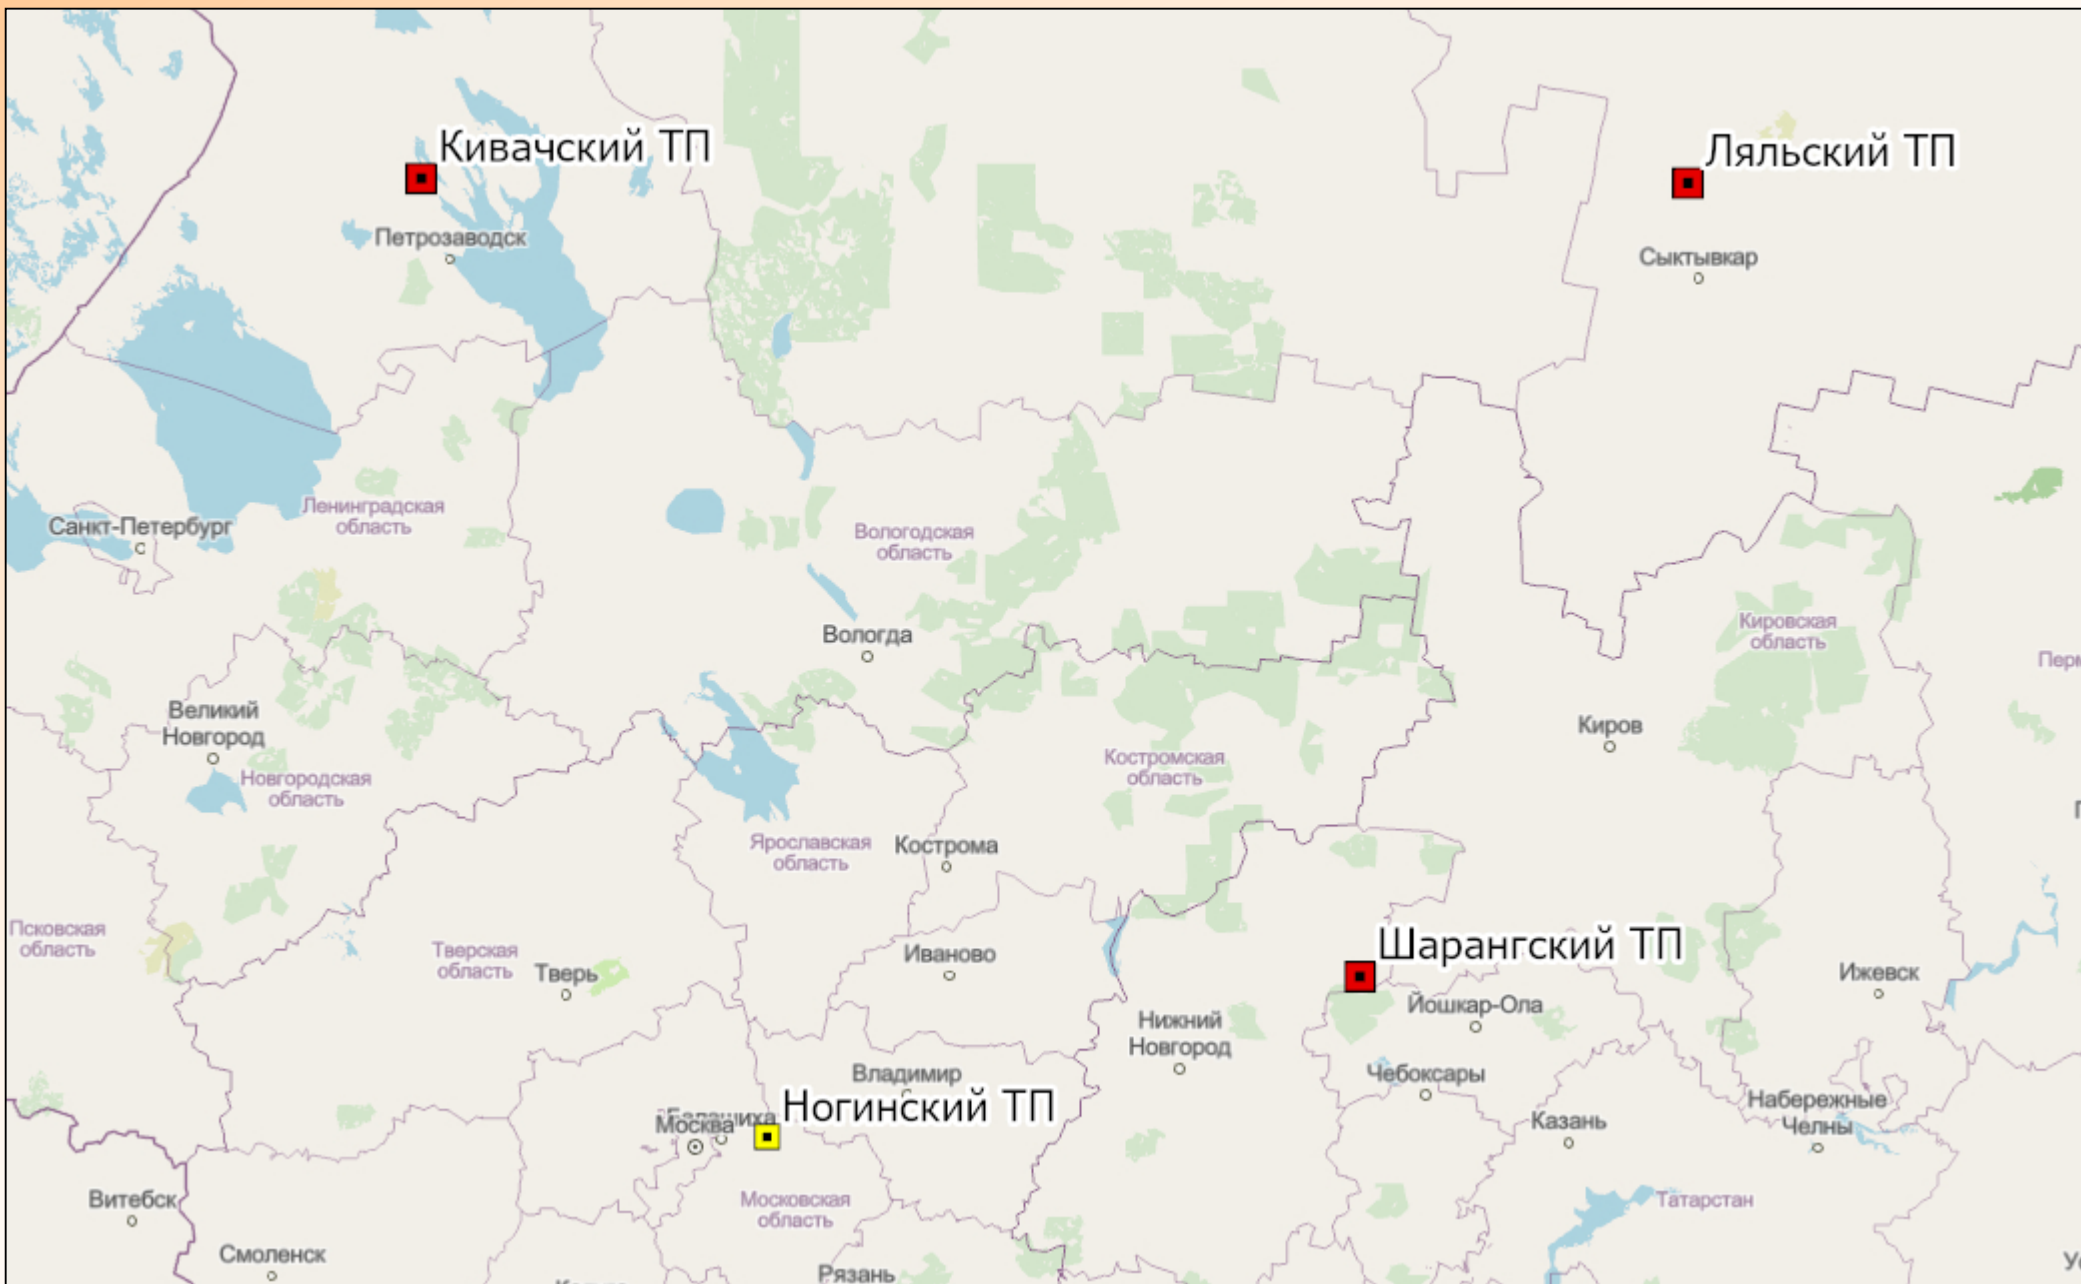 Кивачский ТП
Ляльский ТП
Петрозаводск
Сыктывкар
Ленинградская
область
Санкт-Петербург
Вологодская
область
Кировская
область
Вологда
Великий
Новгород
Киров
Новгородская
область
Костромская
область
Ярославская
область
Кострома
Псковская
область
Тверская
область
Тверь
Иваново
Шарангский ТП
Ижевск
Йошкар-Ола
Нижний
Новгород
Владимир
Чебоксары
Ногинский ТП
Набережные
Челны
Москва
Казань
Витебск
Московская
область
Татарстан
Смоленск
Рязань